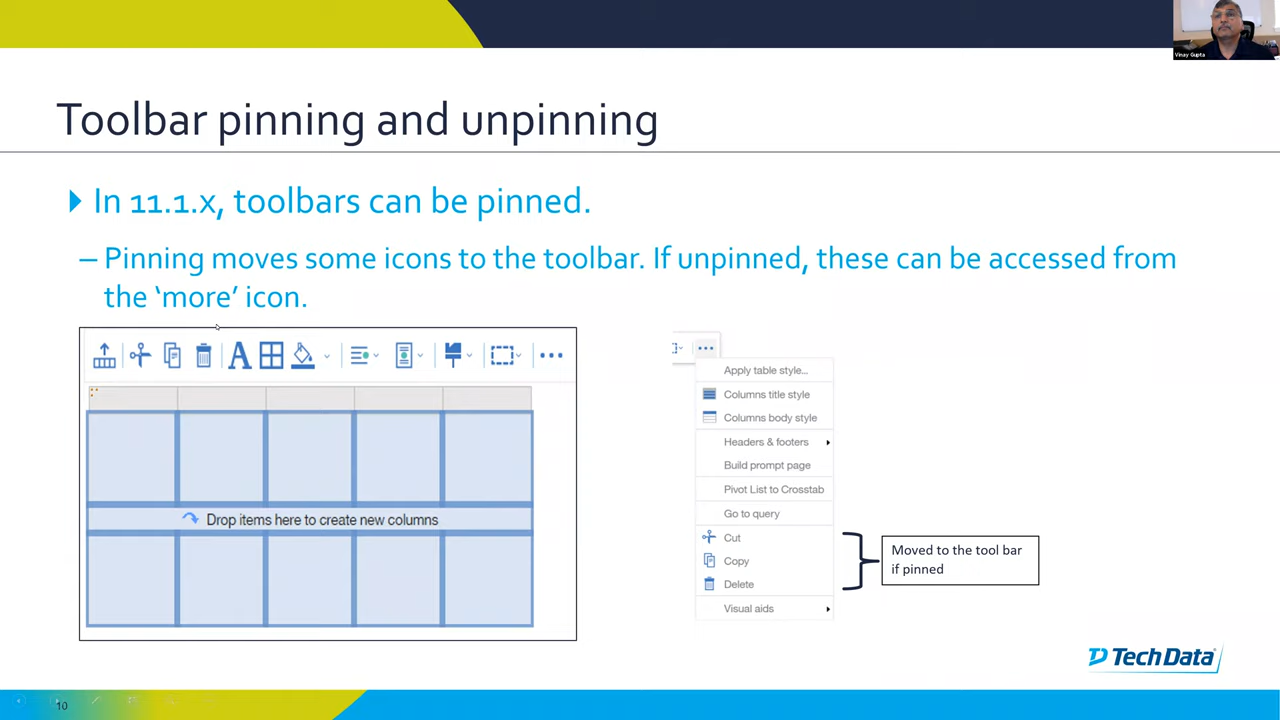 Vinay Gupta
Toolbar pinning and unpinning
In 11.1.x, toolbars can be pinned.
– Pinning moves some icons to the toolbar. If unpinned, these can be accessed from
the ‘more’ icon.
A
Drop items here to create new columns
Apply table style...
Columns title style
Columns body style
Headers & footers
Build prompt page
Pivot List to Crosstab
Go to query
Cut
Copy
Delete
Visual aids
Moved to the tool bar
if pinned
TechData
10